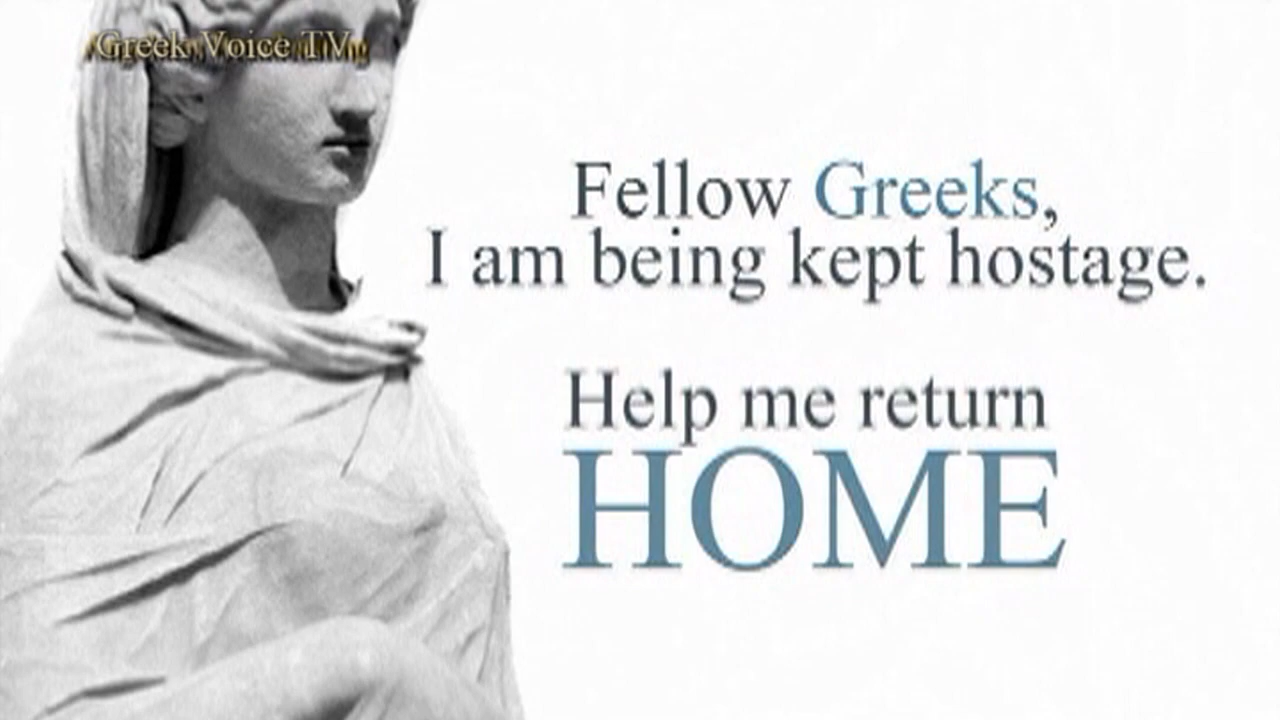 Greek Voice TV
Fellow Greeks,
I am being kept hostage.
Help me return
HOME